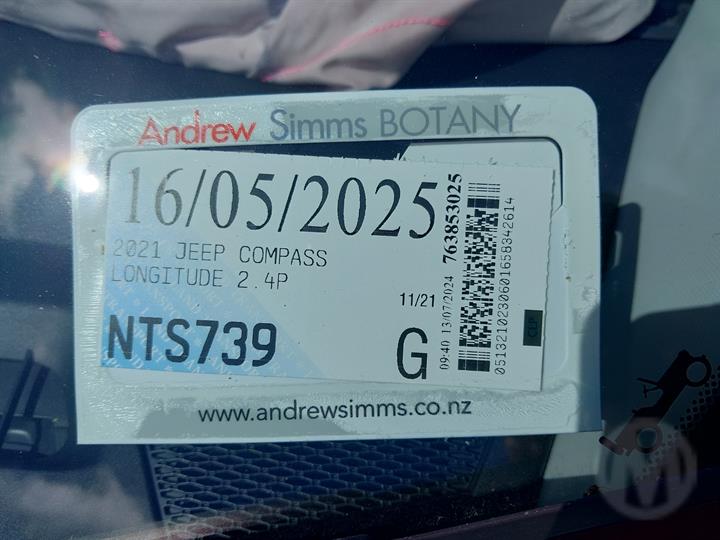 Andrew Simms BOTANY
16/05/2025
2021 JEEP COMPASS
LONGITUDE 2.4P
11/21
NTS739
G
09:40 13/07/2024 763853025
0513210230601658342614
CLP
www.andrewsimms.co.nz
M